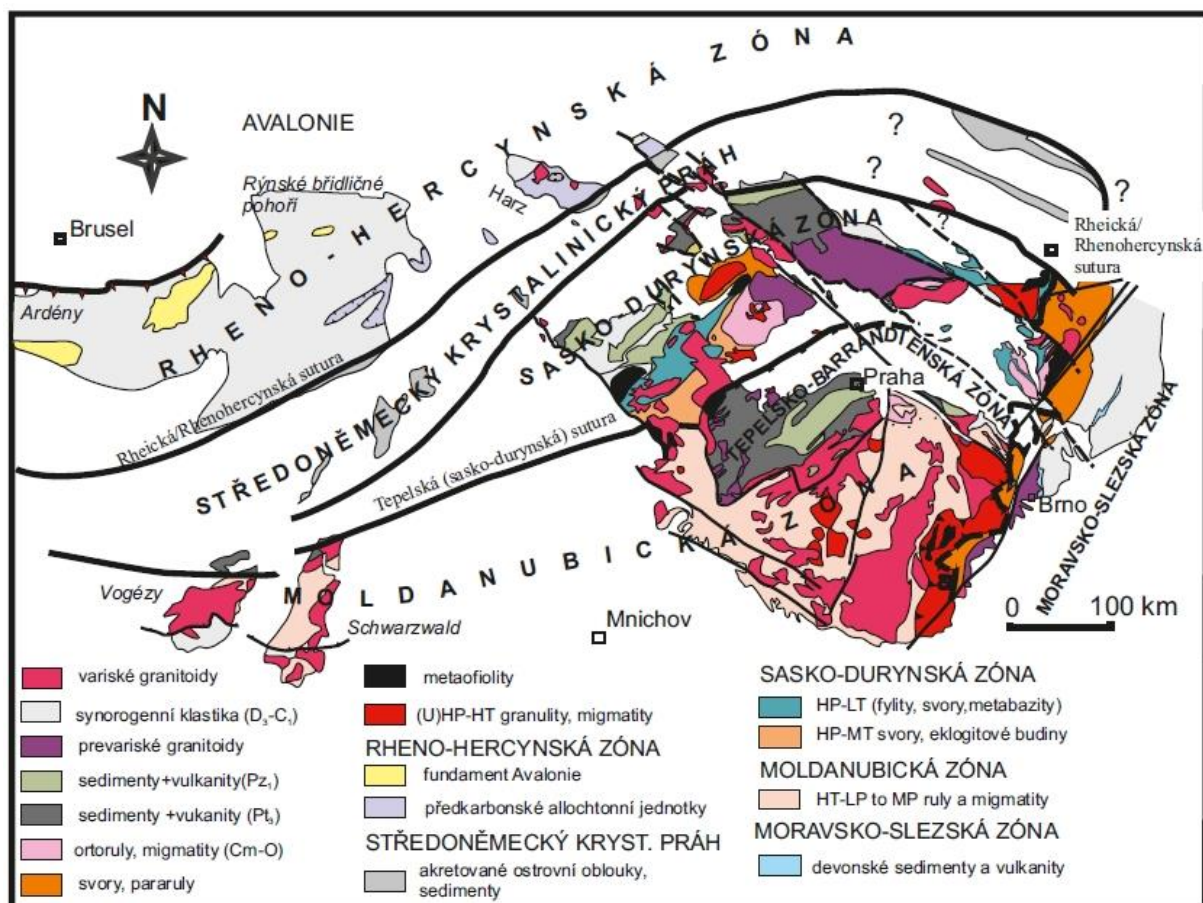 RHENO-HERCYNSKÁ ZÓNA
N
AVALONIE
Rýnské břidličné
pohoří
Harz
Brusel
Ardény
?
?
?
?
Rheická/
Rhenohercynská
sutura
STŘEDONĚMECKÝ KRYSTALINICKÝ PRÁH
SASKO-DURYWSKÁ ZÓNA
Rheická/Rhenohercynská sutura
Tepelská (sasko-durynská) sutura
TEPELSKO-BARRANDTĖNSKÁ ZÓNA
Praha
Brno
MORAVSKO-SLEZSKÁ ZÓNA
MOLDANUBICKÁ ZONA
Vogézy
Schwarzwald
Mnichov
0 100 km
variské granitoidy
synorogenní klastika (D₃-C₁)
prevariské granitoidy
sedimenty+vulkanity(Pz₁)
sedimenty +vukanity (Pt₃)
ortoruly, migmatity (Cm-O)
svory, pararuly
metaofiolity
(U)HP-HT granulity, migmatity
RHENO-HERCYNSKÁ ZÓNA
fundament Avalonie
předkarbonské allochtonní jednotky
STŘEDONĚMECKÝ KRYST. PRÁH
akretované ostrovní oblouky,
sedimenty
SASKO-DURYNSKÁ ZÓNA
HP-LT (fylity, svory,metabazity)
HP-MT svory, eklogitové budiny
MOLDANUBICKÁ ZÓNA
HT-LP to MP ruly a migmatity
MORAVSKO-SLEZSKÁ ZÓNA
devonské sedimenty a vulkanity